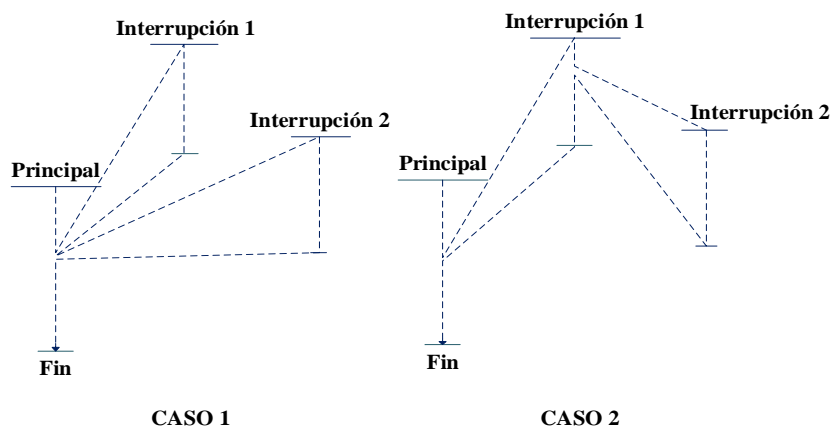 Interrupción 1
Interrupción 2
Principal
Fin
CASO 1
Interrupción 1
Interrupción 2
Principal
Fin
CASO 2